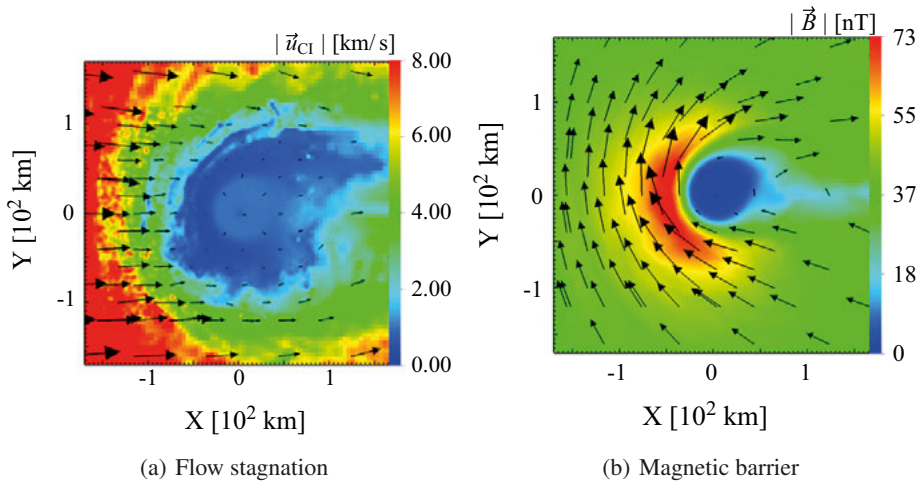 | u⃗_CI | [km/s]
8.00
6.00
4.00
2.00
0.00
1
0
-1
Y [10² km]
-1 0 1
X [10² km]
(a) Flow stagnation
| B⃗ | [nT]
73
55
37
18
0
1
0
-1
Y [10² km]
-1 0 1
X [10² km]
(b) Magnetic barrier